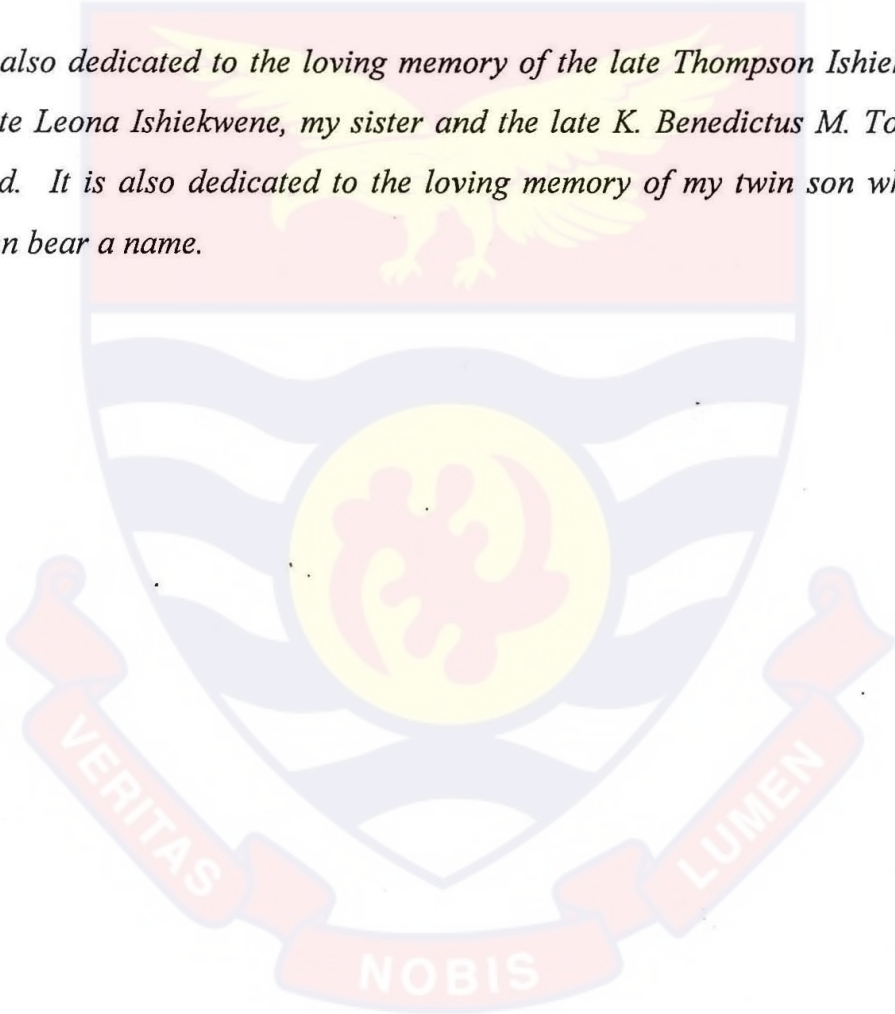 also dedicated to the loving memory of the late Thompson Ishie
te Leona Ishiekwene, my sister and the late K. Benedictus M. To
d. It is also dedicated to the loving memory of my twin son w
n bear a name.
VERITAS
NOBIS
LUMEN